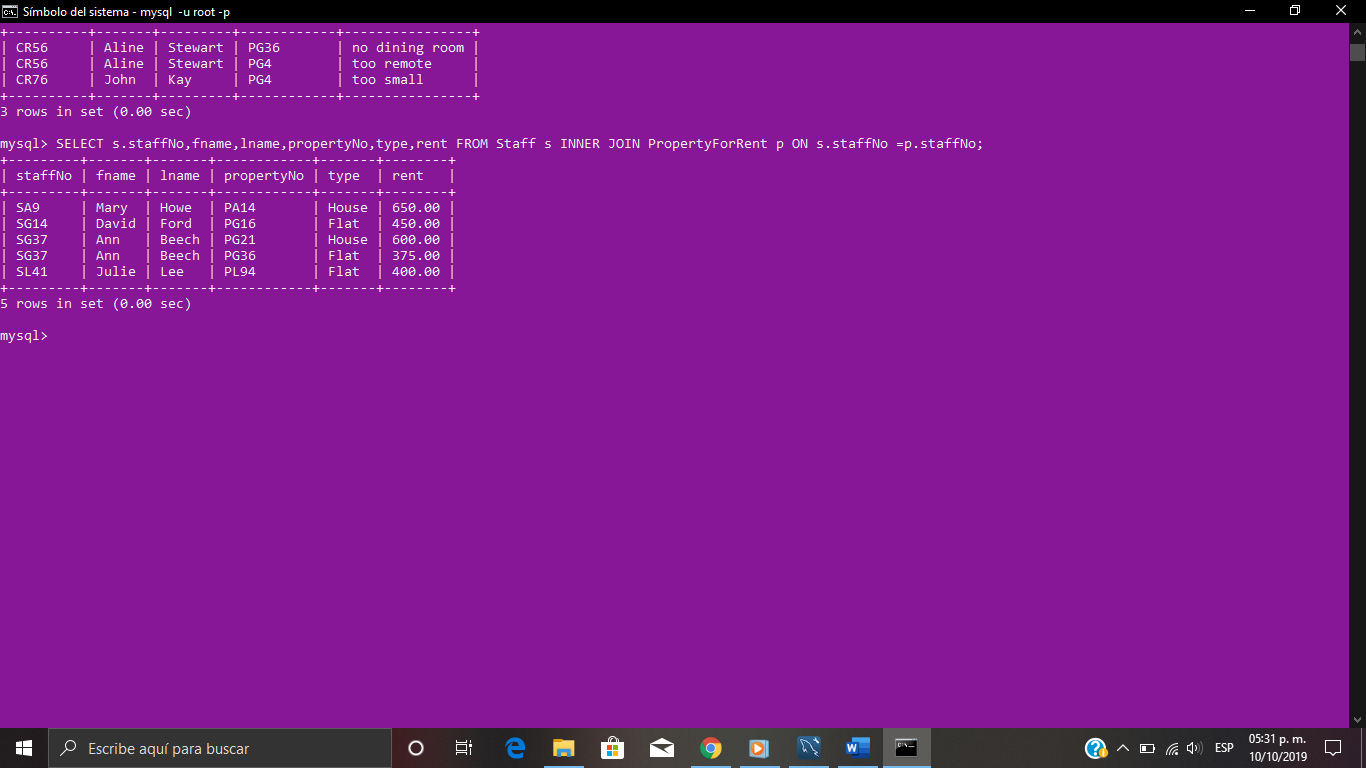 Símbolo del sistema - mysql  -u root -p
+----------+-------+---------+------------+----------------+
| CR56     | Aline | Stewart | PG36       | no dining room |
| CR56     | Aline | Stewart | PG4        | too remote     |
| CR76     | John  | Kay     | PG4        | too small      |
+----------+-------+---------+------------+----------------+
3 rows in set (0.00 sec)
mysql> SELECT s.staffNo,fname,lname,propertyNo,type,rent FROM Staff s INNER JOIN PropertyForRent p ON s.staffNo =p.staffNo;
+---------+-------+-------+------------+-------+--------+
| staffNo | fname | lname | propertyNo | type  | rent   |
+---------+-------+-------+------------+-------+--------+
| SA9     | Mary  | Howe  | PA14       | House | 650.00 |
| SG14    | David | Ford  | PG16       | Flat  | 450.00 |
| SG37    | Ann   | Beech | PG21       | House | 600.00 |
| SG37    | Ann   | Beech | PG36       | Flat  | 375.00 |
| SL41    | Julie | Lee   | PL94       | Flat  | 400.00 |
+---------+-------+-------+------------+-------+--------+
5 rows in set (0.00 sec)
mysql>
Escribe aquí para buscar
ESP
05:31 p. m.
10/10/2019